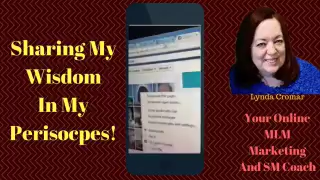 Sharing My
Wisdom
In My
Perisocpes!
Lynda Cromar
Your Online
MLM
Marketing
And SM Coach